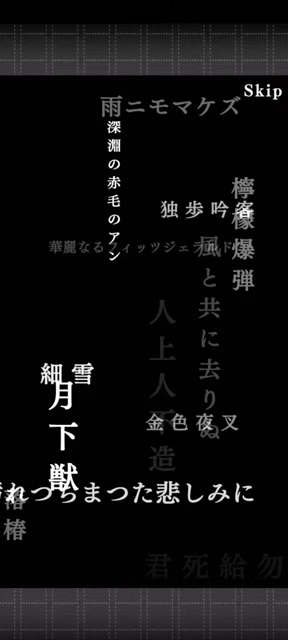 Skip
雨ニモマケズ
深淵の赤毛のアン
檸檬爆弾
独歩吟客
華麗なるフィッツジェラルド
風と共に去りぬ
人上人不造
細雪
月下獣
金色夜叉
汚れつちまつた悲しみに
落椿
君死給勿